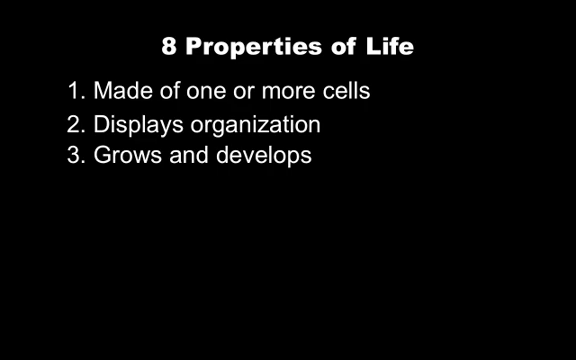 8 Properties of Life
1. Made of one or more cells
2. Displays organization
3. Grows and develops